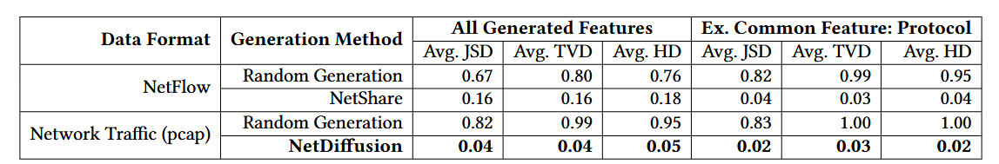 Data Format Generation Method All Generated Features Ex. Common Feature: Protocol
Avg. JSD Avg. TVD Avg. HD Avg. JSD Avg. TVD Avg. HD
NetFlow Random Generation 0.67 0.80 0.76 0.82 0.99 0.95
NetShare 0.16 0.16 0.18 0.04 0.03 0.04
Network Traffic (pcap) Random Generation 0.82 0.99 0.95 0.83 1.00 1.00
NetDiffusion 0.04 0.04 0.05 0.02 0.03 0.02